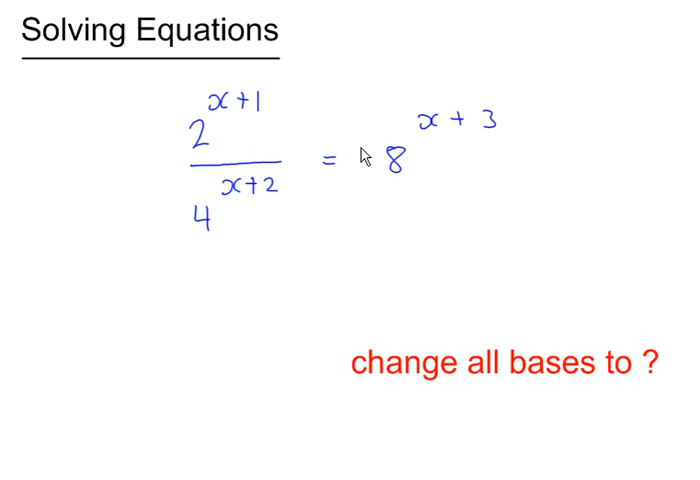 Solving Equations
2^{x+1} / 4^{x+2} = 8^{x+3}
change all bases to ?